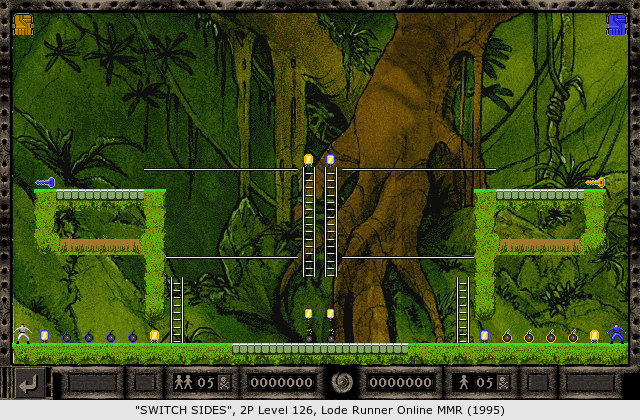 05 0000000 0000000 05
"SWITCH SIDES", 2P Level 126, Lode Runner Online MMR (1995)